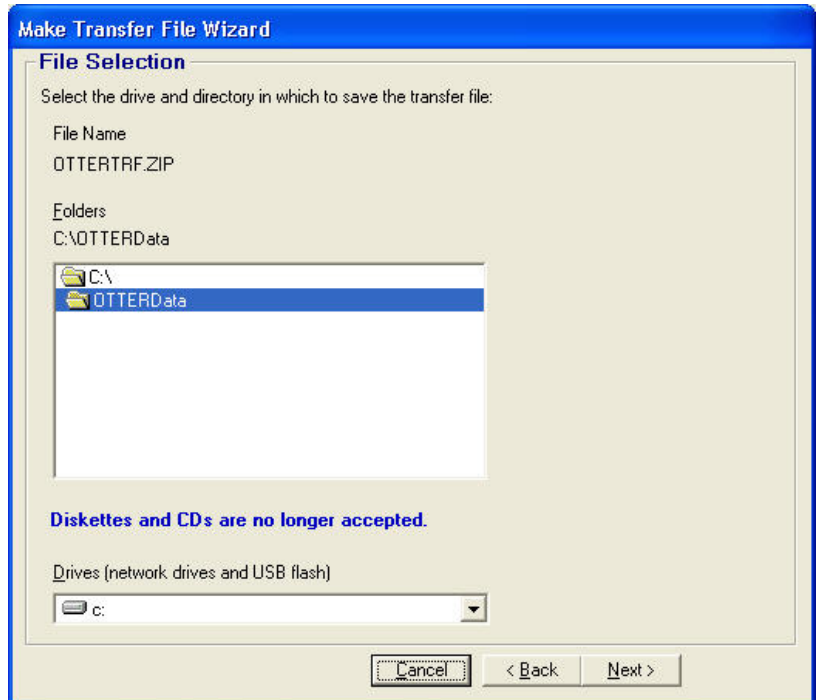 Make Transfer File Wizard
File Selection
Select the drive and directory in which to save the transfer file:
File Name
OTTERTRF.ZIP
Folders
C:\OTTERData
C:\
OTTERData
Diskettes and CDs are no longer accepted.
Drives (network drives and USB flash)
c:
Cancel
< Back
Next >